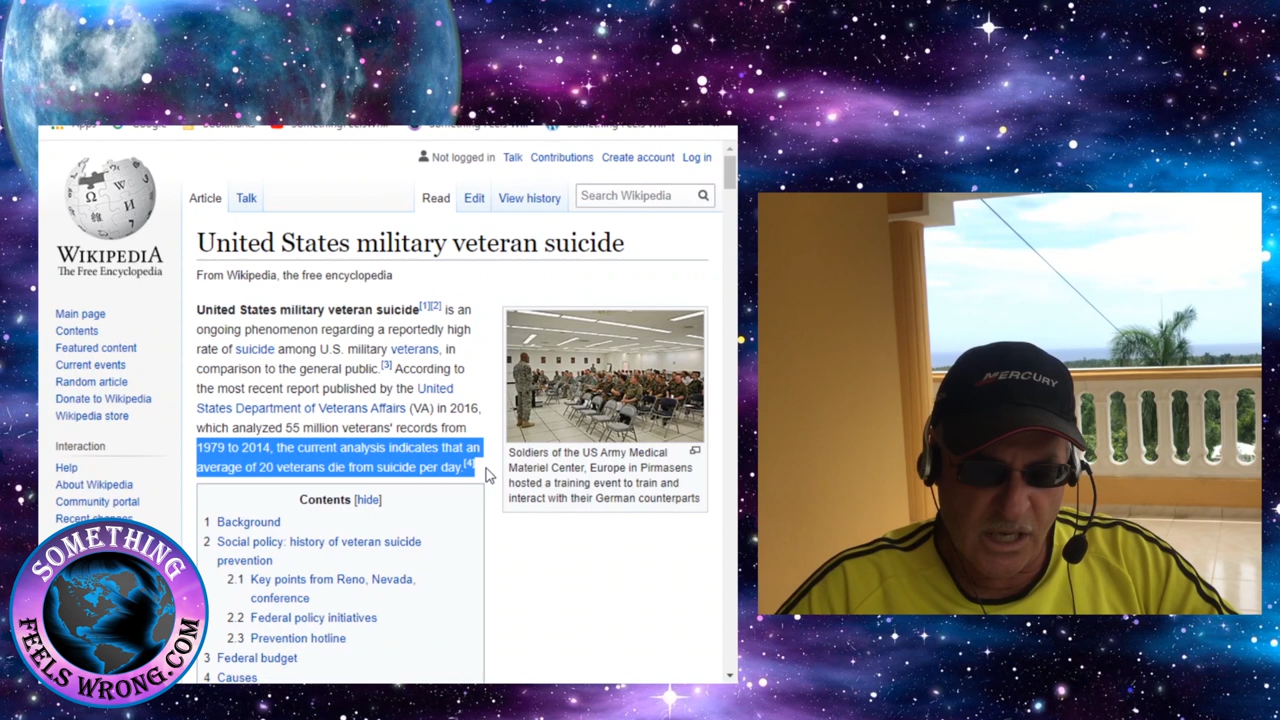 Not logged in Talk Contributions Create account Log in
Article Talk Read Edit View history Search Wikipedia
WIKIPEDIA
The Free Encyclopedia
United States military veteran suicide
From Wikipedia, the free encyclopedia
Main page
Contents
Featured content
Current events
Random article
Donate to Wikipedia
Wikipedia store
Interaction
Help
About Wikipedia
Community portal
Recent changes
United States military veteran suicide[1][2] is an
ongoing phenomenon regarding a reportedly high
rate of suicide among U.S. military veterans, in
comparison to the general public.[3] According to
the most recent report published by the United
States Department of Veterans Affairs (VA) in 2016,
which analyzed 55 million veterans' records from
1979 to 2014, the current analysis indicates that an
average of 20 veterans die from suicide per day.[4]
Soldiers of the US Army Medical
Materiel Center, Europe in Pirmasens
hosted a training event to train and
interact with their German counterparts
Contents [hide]
1 Background
2 Social policy: history of veteran suicide
prevention
2.1 Key points from Reno, Nevada,
conference
2.2 Federal policy initiatives
2.3 Prevention hotline
3 Federal budget
4 Causes
SOMETHING
FEELS WRONG.COM
MERCURY